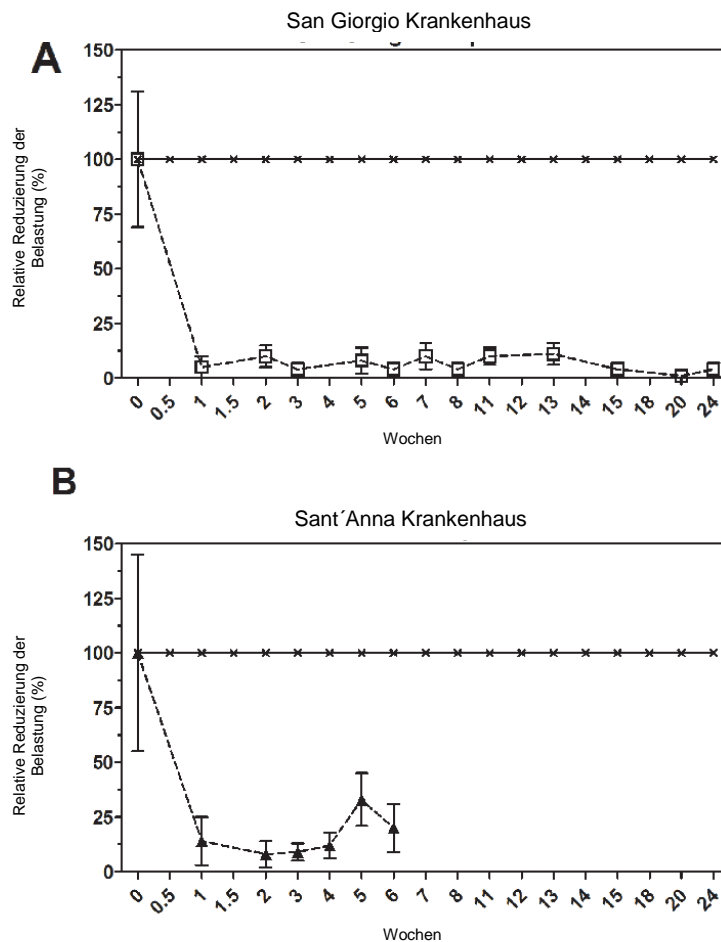 San Giorgio Krankenhaus
A
150
125
100
75
50
25
0
Relative Reduzierung der
Belastung (%)
0 0.5 1 1.5 2 3 4 5 6 7 8 11 12 13 15 18 20 24
Wochen
B
Sant´Anna Krankenhaus
150
125
100
75
50
25
0
Relative Reduzierung der
Belastung (%)
0 0.5 1 1.5 2 3 4 5 6 7 8 11 12 13 15 18 20 24
Wochen